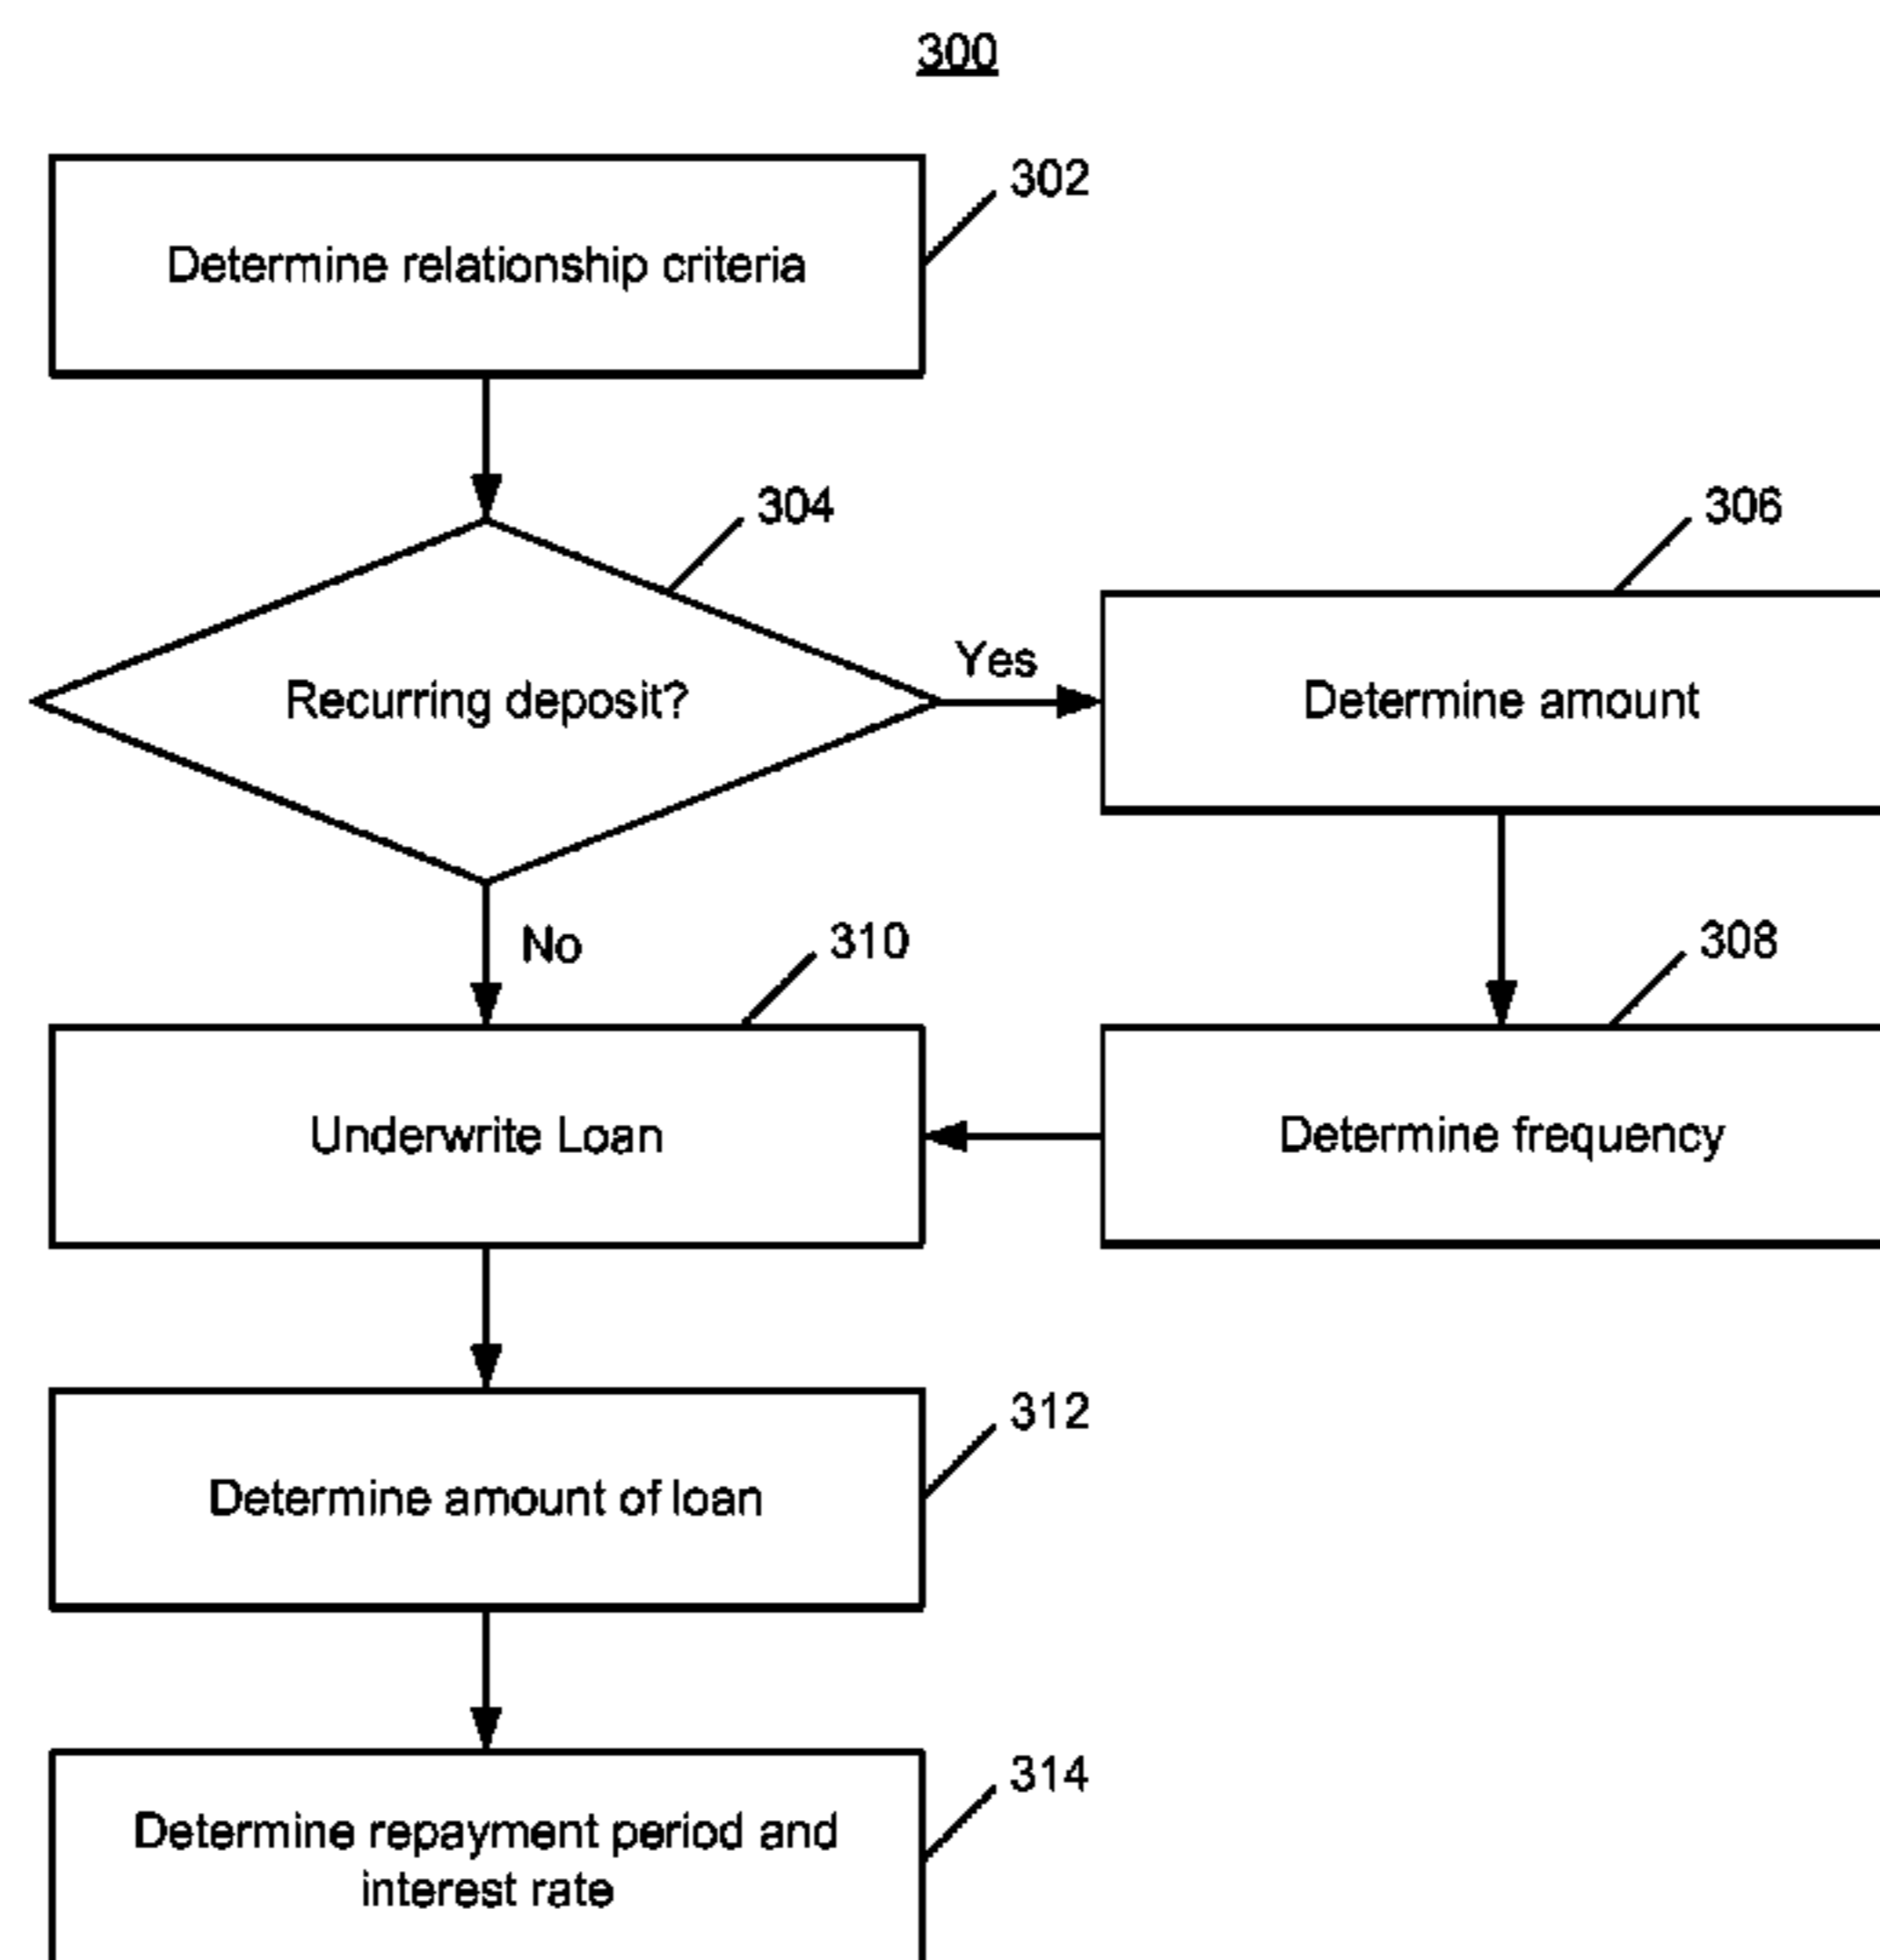 300
302
Determine relationship criteria
304
306
Recurring deposit?
Yes
Determine amount
No
310
308
Underwrite Loan
Determine frequency
312
Determine amount of loan
314
Determine repayment period and
interest rate